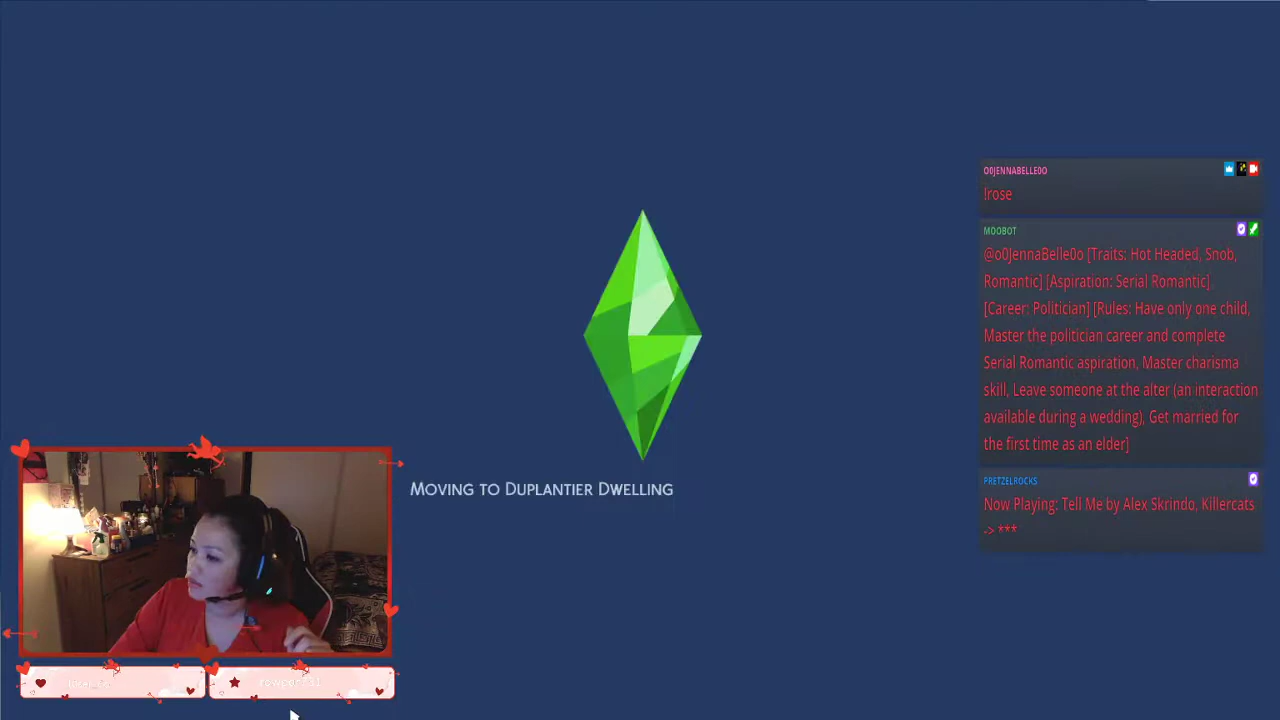 O0JENNABELLE0O
!rose
MOOBOT
@o0JennaBelle0o [Traits: Hot Headed, Snob,
Romantic] [Aspiration: Serial Romantic],
[Career: Politician] [Rules: Have only one child,
Master the politician career and complete
Serial Romantic aspiration, Master charisma
skill, Leave someone at the alter (an interaction
available during a wedding), Get married for
the first time as an elder]
PRETZELROCKS
Now Playing: Tell Me by Alex Skrindo, Killercats
-> ***
MOVING TO DUPLANTIER DWELLING